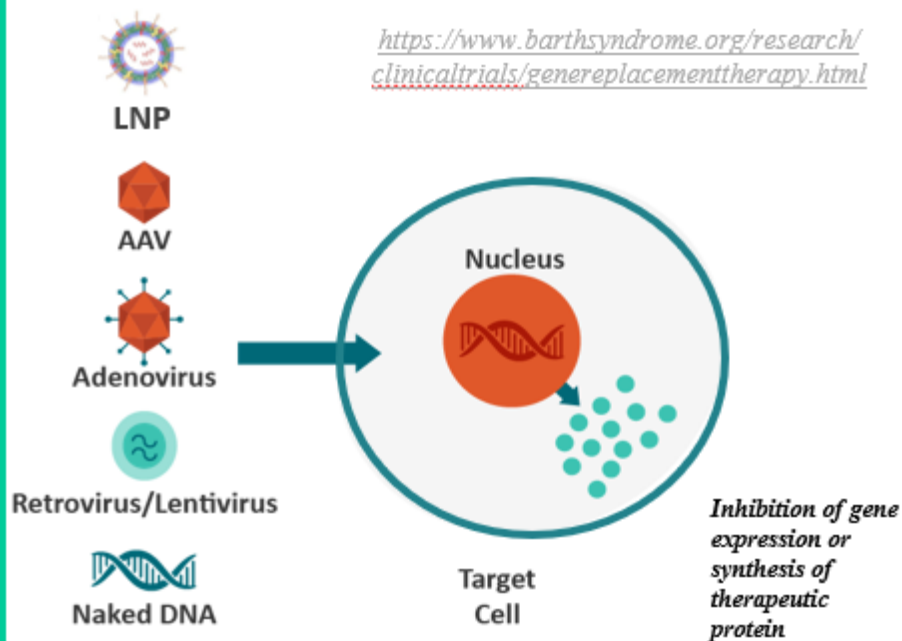 https://www.barthsyndrome.org/research/
clinicaltrials/genereplacementtherapy.html
LNP
AAV
Adenovirus
Retrovirus/Lentivirus
Naked DNA
Nucleus
Target
Cell
Inhibition of gene
expression or
synthesis of
therapeutic
protein